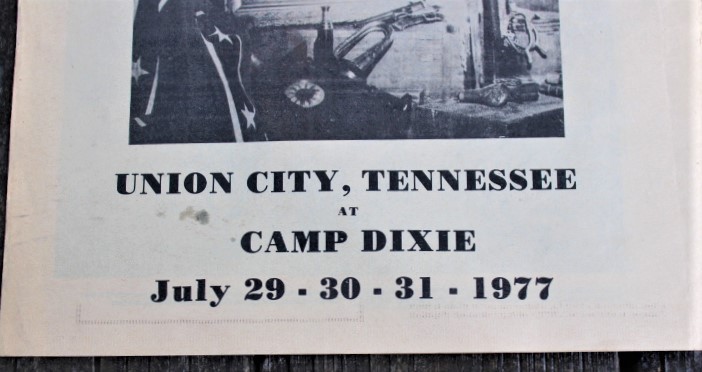 UNION CITY, TENNESSEE
AT
CAMP DIXIE
July 29 - 30 - 31 - 1977